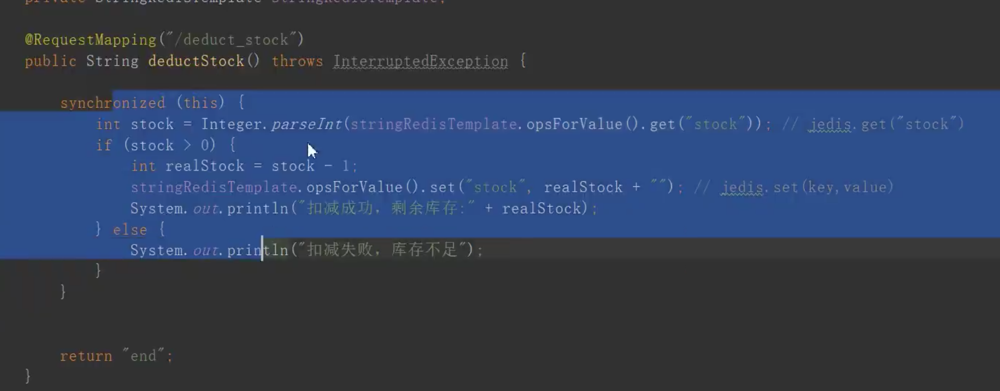 private StringRedisTemplate stringRedisTemplate;
@RequestMapping("/deduct_stock")
public String deductStock() throws InterruptedException {
synchronized (this) {
int stock = Integer.parseInt(stringRedisTemplate.opsForValue().get("stock")); // jedis.get("stock")
if (stock > 0) {
int realStock = stock - 1;
stringRedisTemplate.opsForValue().set("stock", realStock + ""); // jedis.set(key,value)
System.out.println("扣减成功，剩余库存:" + realStock);
} else {
System.out.println("扣减失败，库存不足");
}
}
return "end";
}